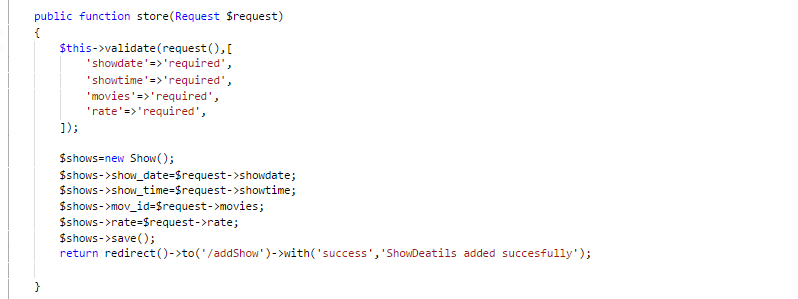 public function store(Request $request)
{
$this->validate(request(),[
'showdate'=>'required',
'showtime'=>'required',
'movies'=>'required',
'rate'=>'required',
]);
$shows=new Show();
$shows->show_date=$request->showdate;
$shows->show_time=$request->showtime;
$shows->mov_id=$request->movies;
$shows->rate=$request->rate;
$shows->save();
return redirect()->to('/addShow')->with('success','ShowDeatils added succesfully');
}